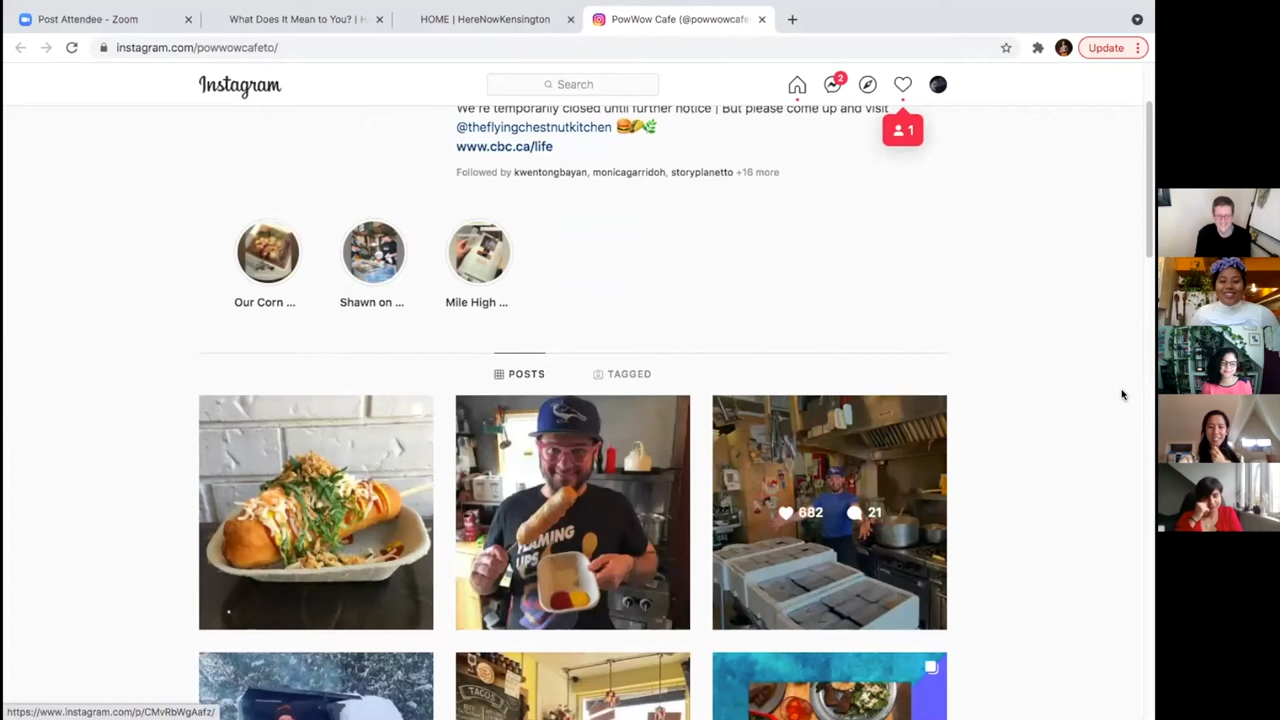 Post Attendee - Zoom
What Does It Mean to You? | H
HOME | HereNowKensington
PowWow Cafe (@powwowcafe
instagram.com/powwowcafeto/
Update
Instagram
Search
2
We're temporarily closed until further notice | But please come up and visit
1
@theflyingchestnutkitchen 🍔🌮🌿
www.cbc.ca/life
Followed by kwentongbayan, monicagarridoh, storyplanetto +16 more
Our Corn ...
Shawn on ...
Mile High ...
POSTS
TAGGED
682
21
TACOS
https://www.instagram.com/p/CMvRbWgAafz/